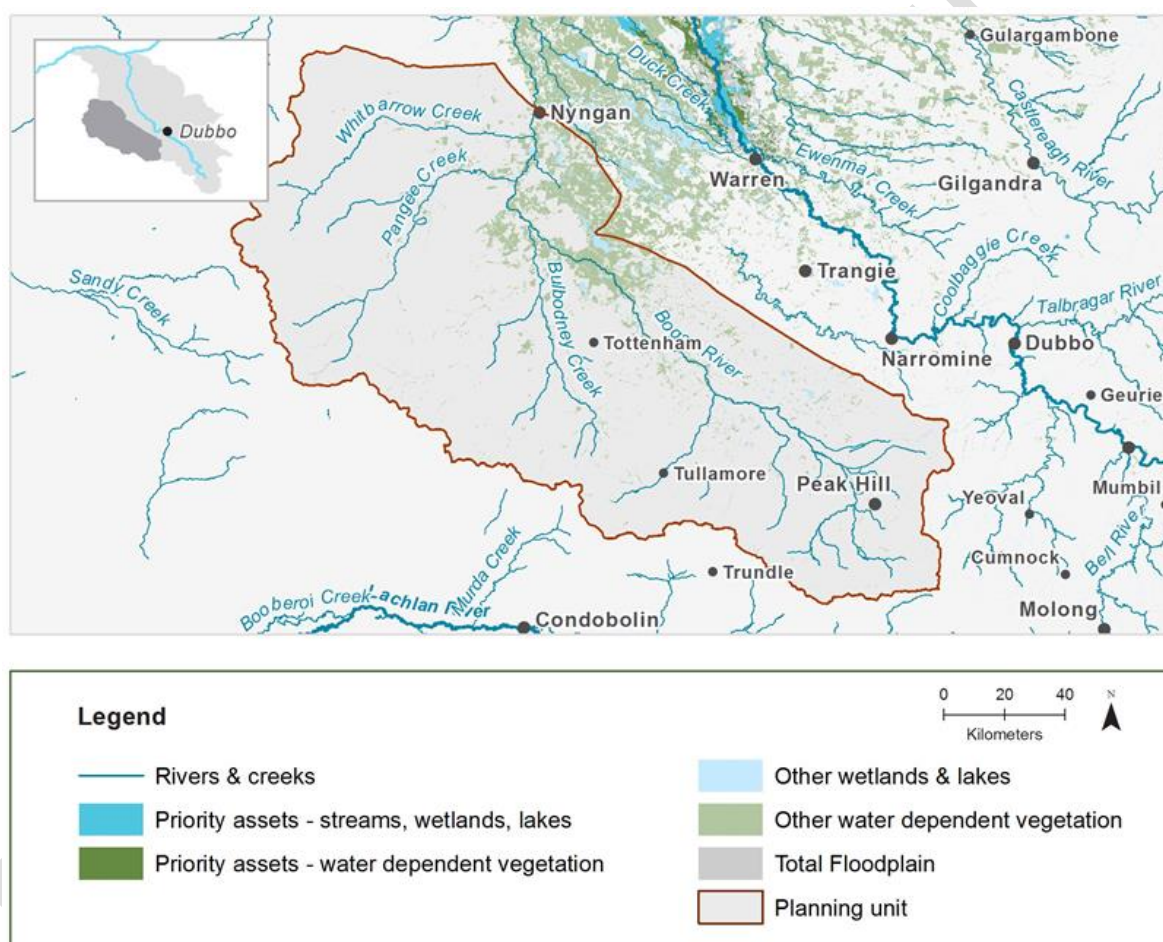 Gulargambone
Duck Creek
Castlereagh River
Dubbo
Nyngan
Whitbarrow Creek
Warren
Ewenmar Creek
Gilgandra
Pangee Creek
Trangie
Coolbaggie Creek
Sandy Creek
Bulbodney Creek
Talbragar River
Tottenham
Bogan River
Narromine
Dubbo
Geurie
Tullamore
Peak Hill
Yeoval
Mumbil
Murda Creek
Cumnock
Bell River
Trundle
Booberoi Creek
Lachlan River
Condobolin
Molong
Legend
0 20 40
N
Kilometers
Rivers & creeks
Priority assets - streams, wetlands, lakes
Priority assets - water dependent vegetation
Other wetlands & lakes
Other water dependent vegetation
Total Floodplain
Planning unit